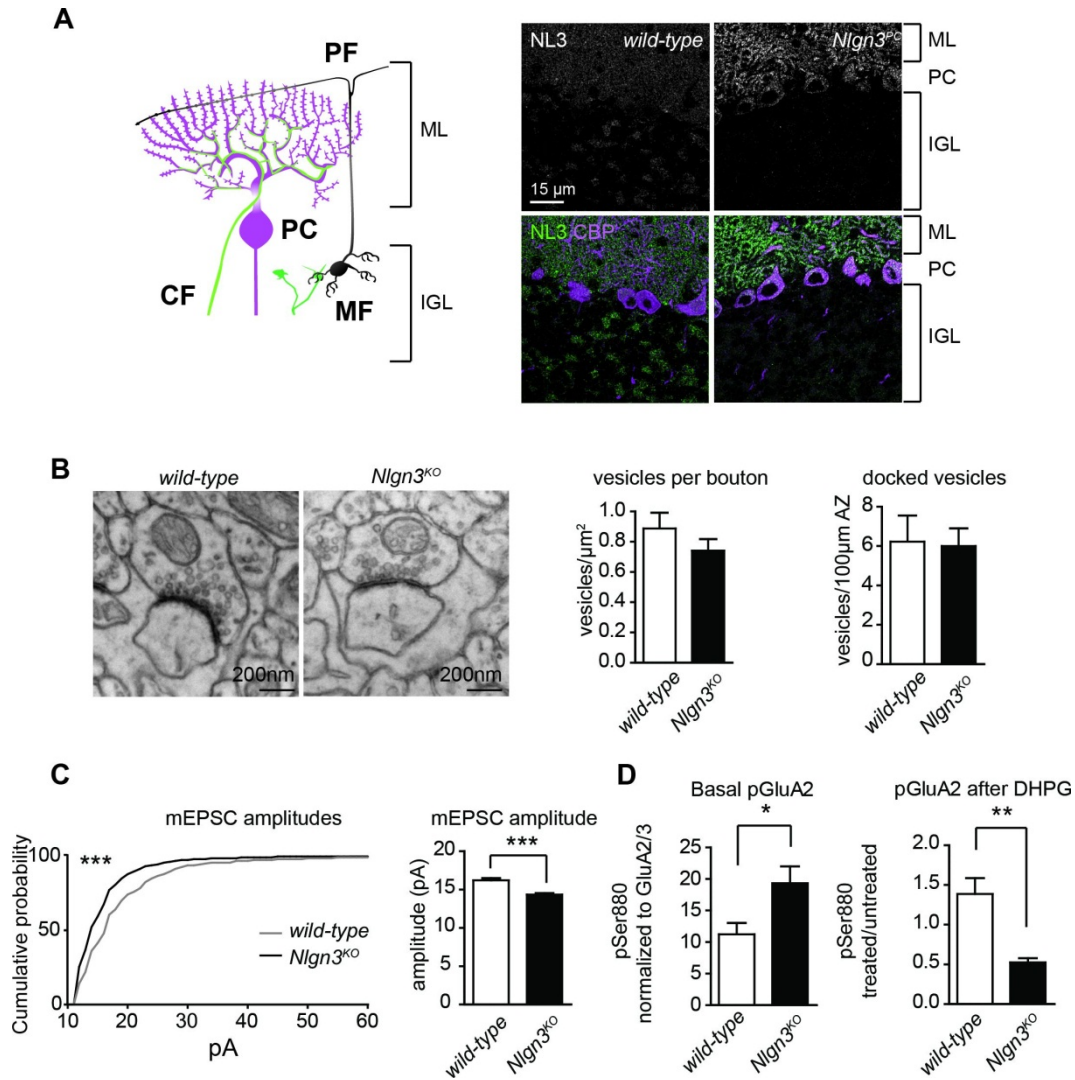 A
PF
ML
PC
CF
MF
IGL
NL3
wild-type
Nlgn3ᴾᶜ
ML
PC
IGL
15 µm
NL3/CBP
ML
PC
IGL
B
wild-type
Nlgn3ᴷᴼ
200nm
200nm
vesicles per bouton
vesicles/µm²
1.0
0.8
0.6
0.4
0.2
0.0
wild-type
Nlgn3ᴷᴼ
docked vesicles
vesicles/100µm AZ
8
6
4
2
0
wild-type
Nlgn3ᴷᴼ
C
mEPSC amplitudes
***
Cumulative probability
100
50
0
10
20
30
40
50
60
pA
wild-type
Nlgn3ᴷᴼ
mEPSC amplitude
***
amplitude (pA)
20
15
10
5
0
wild-type
Nlgn3ᴷᴼ
D
Basal pGluA2
*
pSer880
normalized to GluA2/3
25
20
15
10
5
0
wild-type
Nlgn3ᴷᴼ
pGluA2 after DHPG
**
pSer880
treated/untreated
2.0
1.5
1.0
0.5
0.0
wild-type
Nlgn3ᴷᴼ